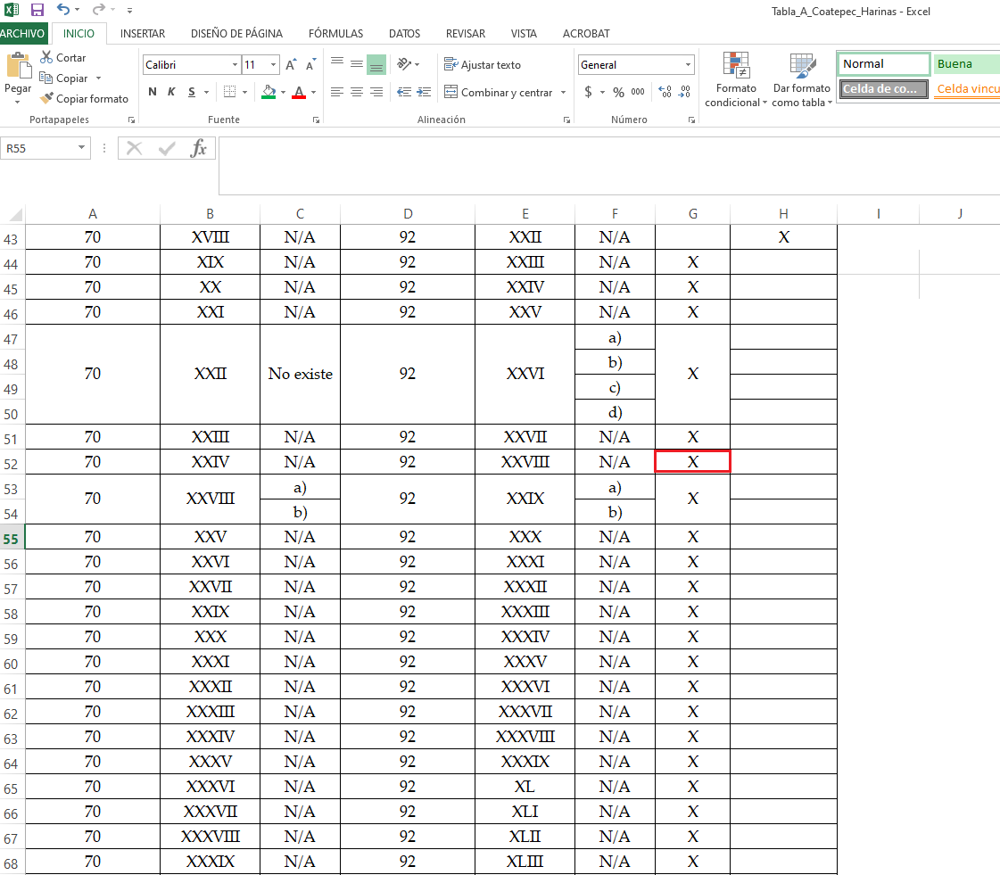 Tabla_A_Coatepec_Harinas - Excel
ARCHIVO INICIO INSERTAR DISEÑO DE PÁGINA FÓRMULAS DATOS REVISAR VISTA ACROBAT
Pegar
Cortar
Copiar
Copiar formato
Portapapeles
Calibri 11
N K S
Fuente
Ajustar texto
Combinar y centrar
Alineación
General
$ % 000
Número
Formato condicional
Dar formato como tabla
Normal Buena
Celda de co... Celda vincu
R55 fx
A B C D E F G H I J
43 70 XVIII N/A 92 XXII N/A X
44 70 XIX N/A 92 XXIII N/A X
45 70 XX N/A 92 XXIV N/A X
46 70 XXI N/A 92 XXV N/A X
47 a)
48 b)
70 XXII No existe 92 XXVI X
49 c)
50 d)
51 70 XXIII N/A 92 XXVII N/A X
52 70 XXIV N/A 92 XXVIII N/A X
53 a) a)
70 XXVIII 92 XXIX X
54 b) b)
55 70 XXV N/A 92 XXX N/A X
56 70 XXVI N/A 92 XXXI N/A X
57 70 XXVII N/A 92 XXXII N/A X
58 70 XXIX N/A 92 XXXIII N/A X
59 70 XXX N/A 92 XXXIV N/A X
60 70 XXXI N/A 92 XXXV N/A X
61 70 XXXII N/A 92 XXXVI N/A X
62 70 XXXIII N/A 92 XXXVII N/A X
63 70 XXXIV N/A 92 XXXVIII N/A X
64 70 XXXV N/A 92 XXXIX N/A X
65 70 XXXVI N/A 92 XL N/A X
66 70 XXXVII N/A 92 XLI N/A X
67 70 XXXVIII N/A 92 XLII N/A X
68 70 XXXIX N/A 92 XLIII N/A X